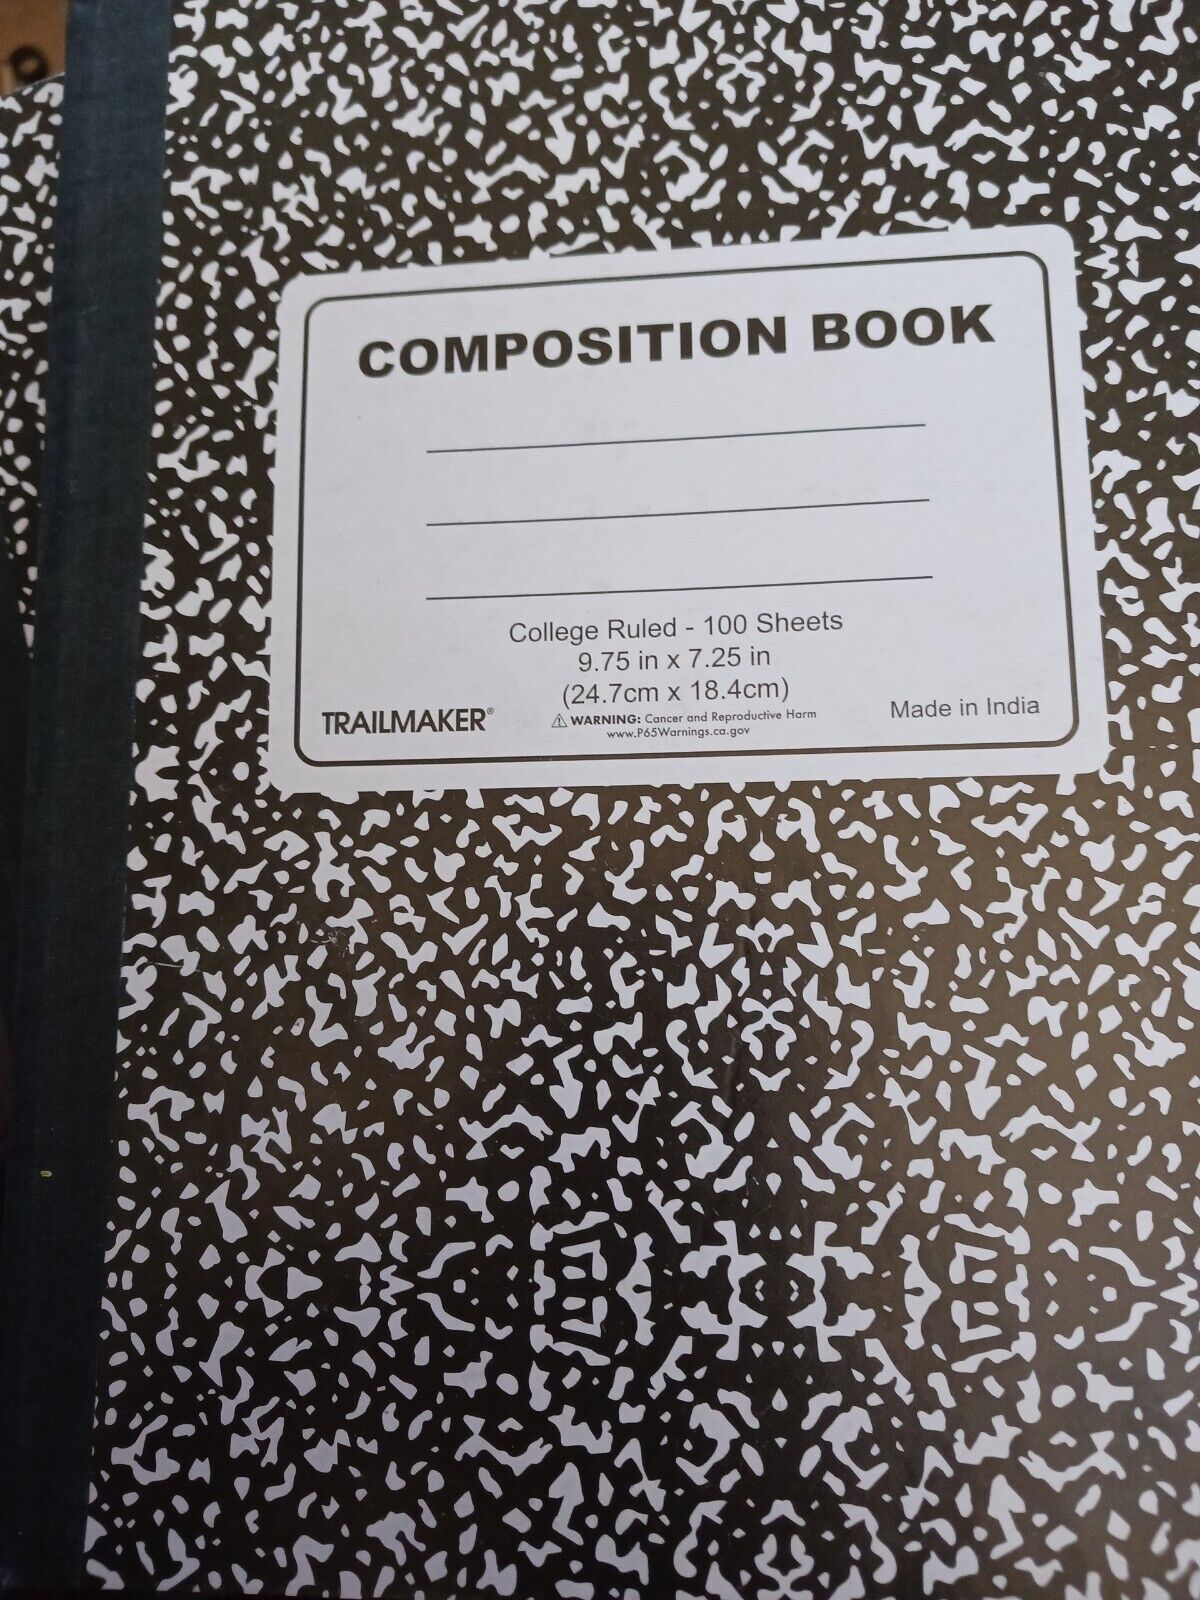 COMPOSITION BOOK
College Ruled - 100 Sheets
9.75 in x 7.25 in
(24.7cm x 18.4cm)
TRAILMAKER®
⚠ WARNING: Cancer and Reproductive Harm
www.P65Warnings.ca.gov
Made in India